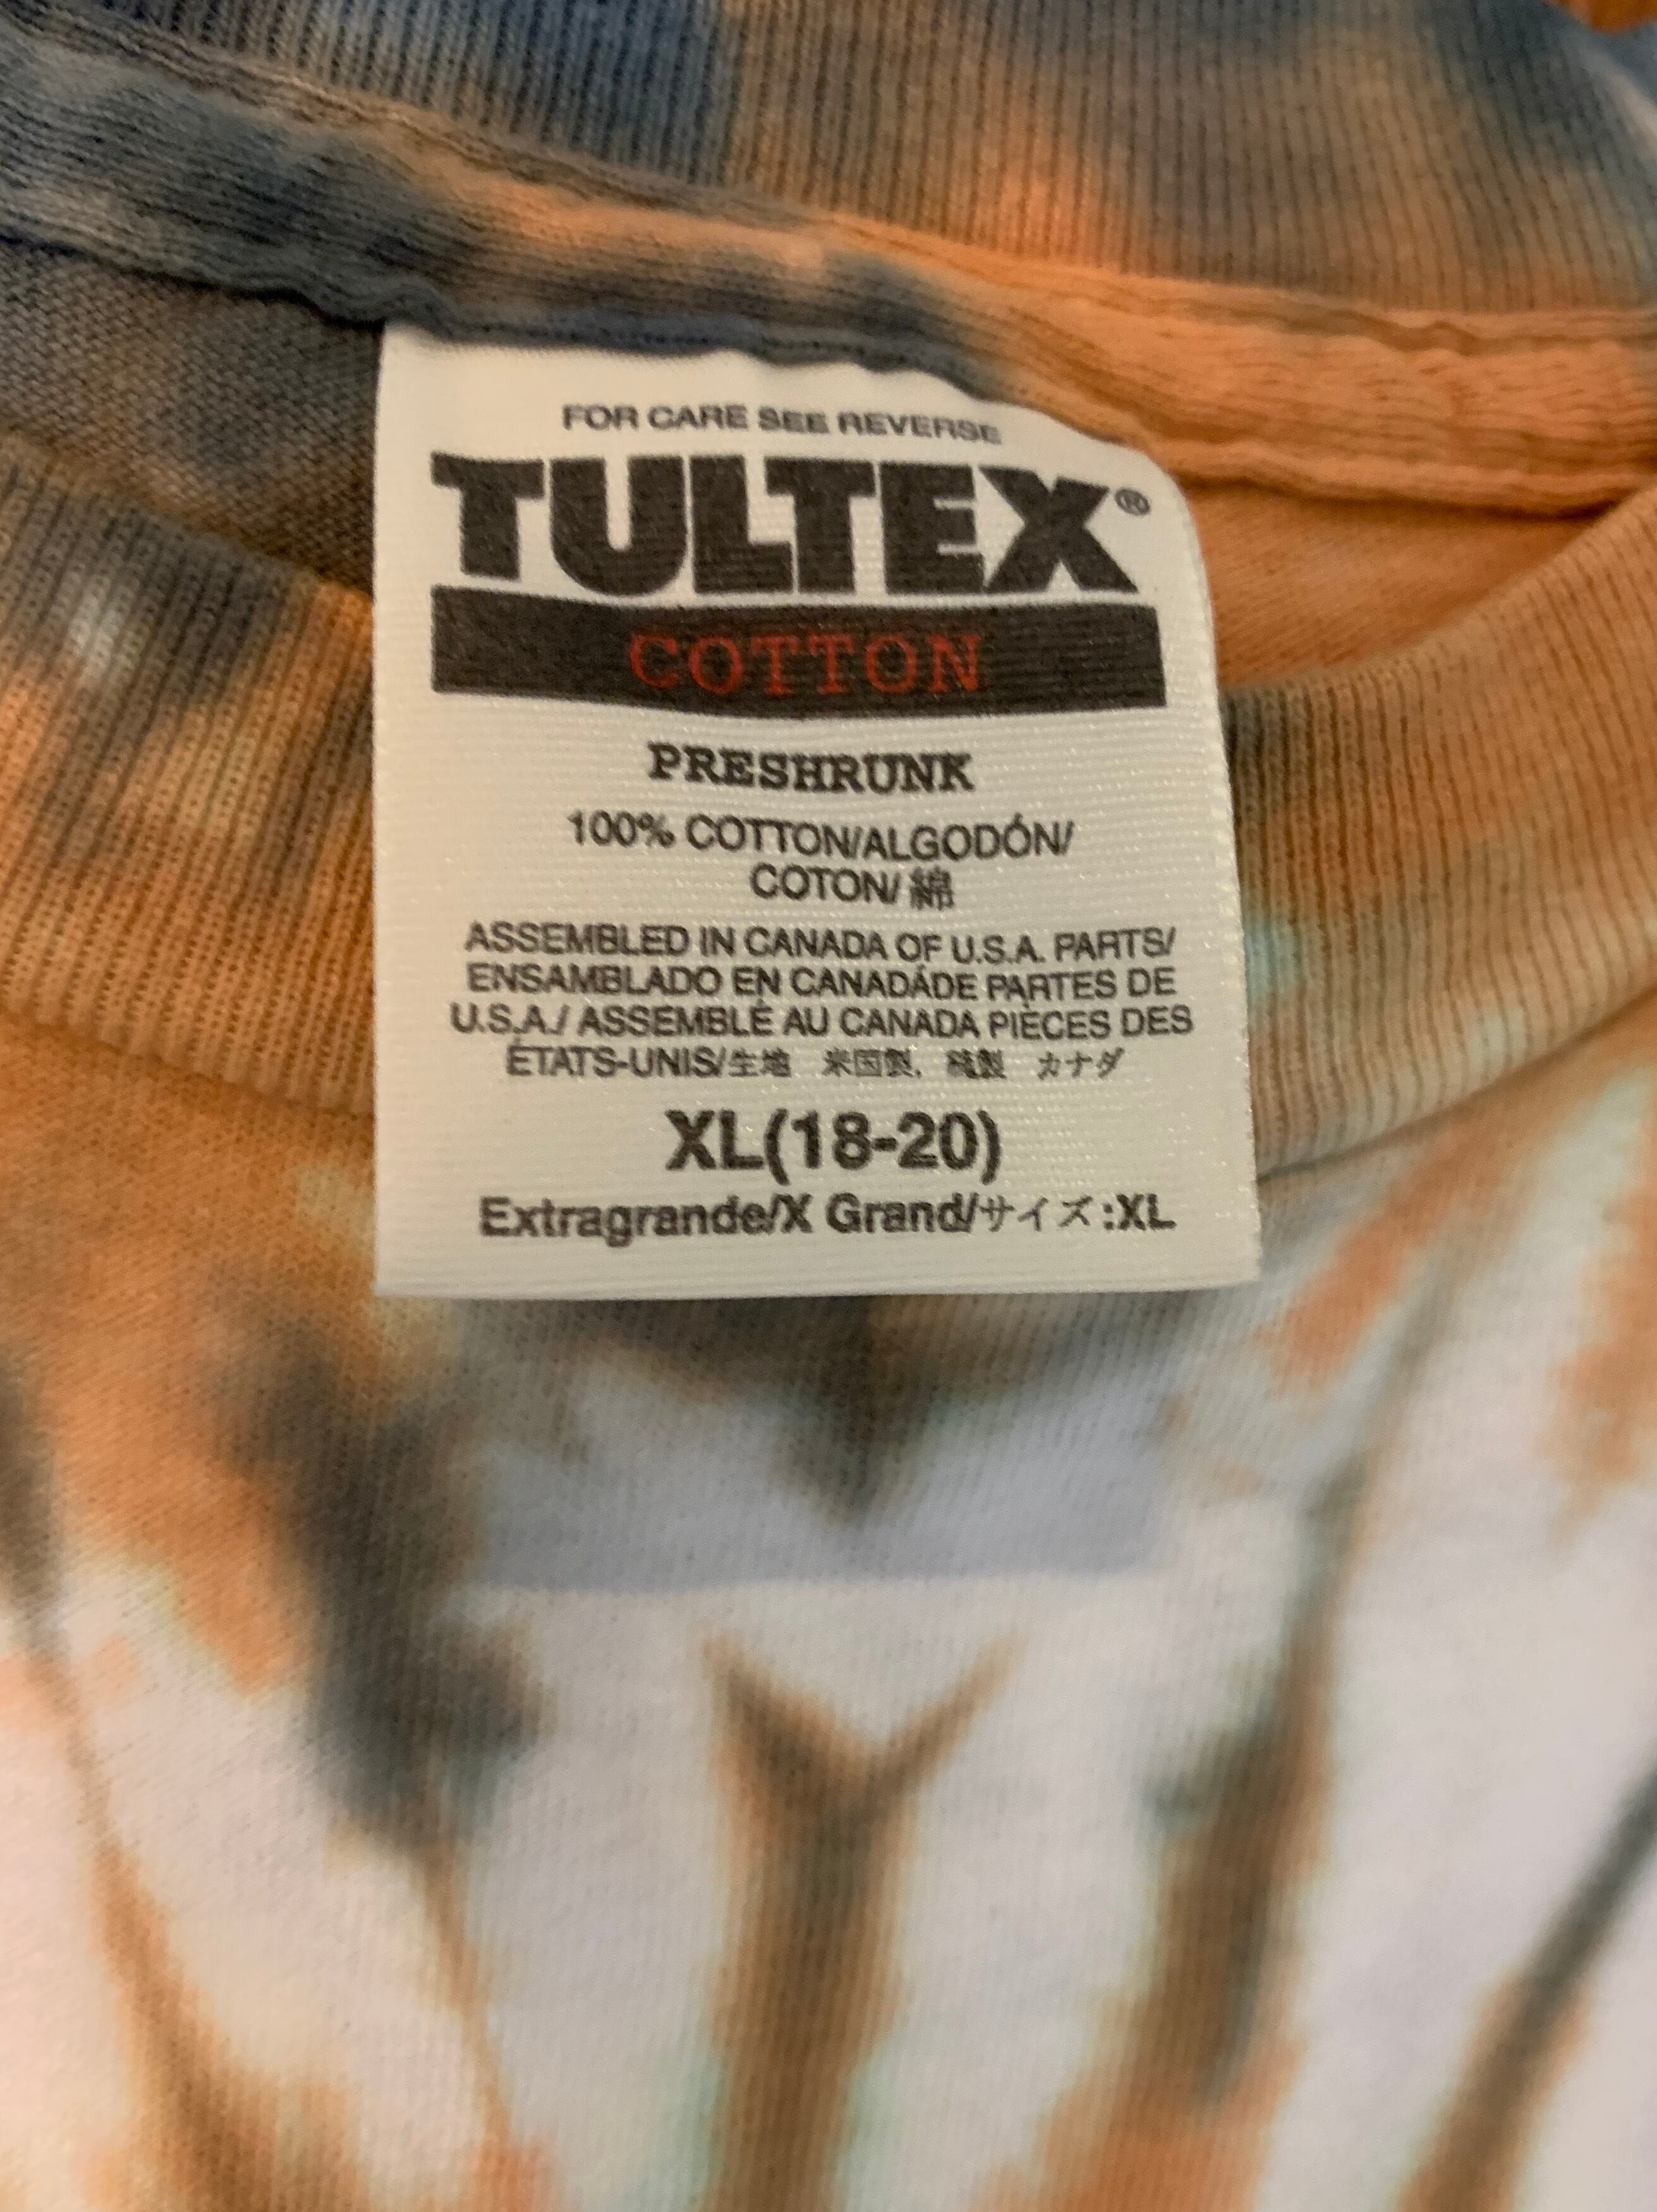 FOR CARE SEE REVERSE
TULTEX®
COTTON
PRESHRUNK
100% COTTON/ALGODÓN/
COTON/ 綿
ASSEMBLED IN CANADA OF U.S.A. PARTS/
ENSAMBLADO EN CANADÁDE PARTES DE
U.S.A./ ASSEMBLÉ AU CANADA PIÈCES DES
ÉTATS-UNIS/生地 米国製, 縫製 カナダ
XL(18-20)
Extragrande/X Grand/サイズ:XL